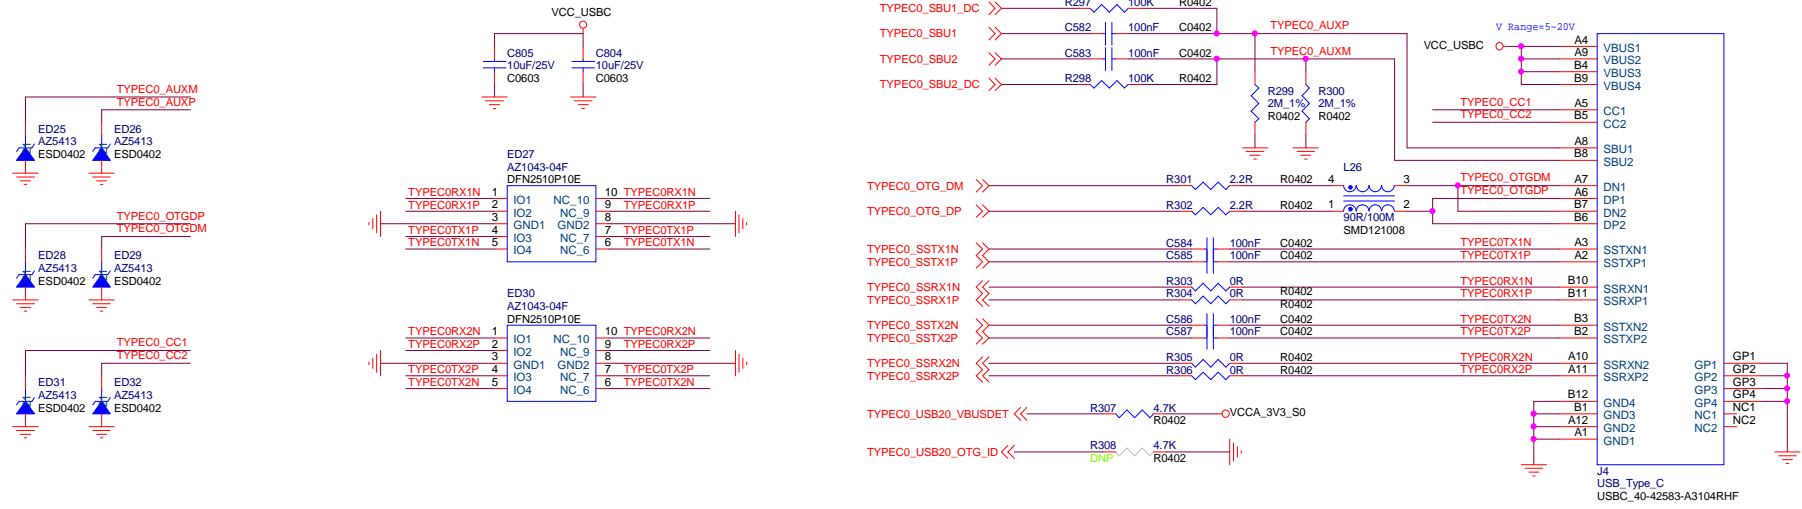 VCC_USBC
C805
10uF/25V
C0603
C804
10uF/25V
C0603
TYPEC0_AUXM
TYPEC0_AUXP
ED25
AZ5413
ESD0402
ED26
AZ5413
ESD0402
TYPEC0_OTGDP
TYPEC0_OTGDM
ED28
AZ5413
ESD0402
ED29
AZ5413
ESD0402
TYPEC0_CC1
TYPEC0_CC2
ED31
AZ5413
ESD0402
ED32
AZ5413
ESD0402
ED27
AZ1043-04F
DFN2510P10E
TYPEC0RX1N 1 IO1 NC_10 10 TYPEC0RX1N
TYPEC0RX1P 2 IO2 NC_9 9 TYPEC0RX1P
3 GND1 GND2 8
TYPEC0TX1P 4 IO3 NC_7 7 TYPEC0TX1P
TYPEC0TX1N 5 IO4 NC_6 6 TYPEC0TX1N
ED30
AZ1043-04F
DFN2510P10E
TYPEC0RX2N 1 IO1 NC_10 10 TYPEC0RX2N
TYPEC0RX2P 2 IO2 NC_9 9 TYPEC0RX2P
3 GND1 GND2 8
TYPEC0TX2P 4 IO3 NC_7 7 TYPEC0TX2P
TYPEC0TX2N 5 IO4 NC_6 6 TYPEC0TX2N
TYPEC0_SBU1_DC R297 100K R0402
TYPEC0_SBU1 C582 100nF C0402 TYPEC0_AUXP
TYPEC0_SBU2 C583 100nF C0402 TYPEC0_AUXM
TYPEC0_SBU2_DC R298 100K R0402
R299
2M_1%
R0402
R300
2M_1%
R0402
V Range=5~20V
VCC_USBC
A4 VBUS1
A9 VBUS2
B4 VBUS3
B9 VBUS4
TYPEC0_CC1 A5 CC1
TYPEC0_CC2 B5 CC2
A8 SBU1
B8 SBU2
L26
TYPEC0_OTG_DM R301 2.2R R0402 4 3 TYPEC0_OTGDM A7 DN1
TYPEC0_OTGDP A6 DP1
TYPEC0_OTG_DP R302 2.2R R0402 1 2 B7 DN2
B6 DP2
90R/100M
SMD121008
TYPEC0_SSTX1N C584 100nF C0402 TYPEC0TX1N A3 SSTXN1
TYPEC0_SSTX1P C585 100nF C0402 TYPEC0TX1P A2 SSTXP1
TYPEC0_SSRX1N R303 0R R0402 TYPEC0RX1N B10 SSRXN1
TYPEC0_SSRX1P R304 0R R0402 TYPEC0RX1P B11 SSRXP1
TYPEC0_SSTX2N C586 100nF C0402 TYPEC0TX2N B3 SSTXN2
TYPEC0_SSTX2P C587 100nF C0402 TYPEC0TX2P B2 SSTXP2
TYPEC0_SSRX2N R305 0R R0402 TYPEC0RX2N A10 SSRXN2
TYPEC0_SSRX2P R306 0R R0402 TYPEC0RX2P A11 SSRXP2
GP1 GP1
GP2 GP2
GP3 GP3
GP4 GP4
NC1 NC1
NC2 NC2
B12 GND4
B1 GND3
A12 GND2
A1 GND1
TYPEC0_USB20_VBUSDET R307 4.7K R0402 VCCA_3V3_S0
TYPEC0_USB20_OTG_ID R308 4.7K R0402
DNP
J4
USB_Type_C
USBC_40-42583-A3104RHF